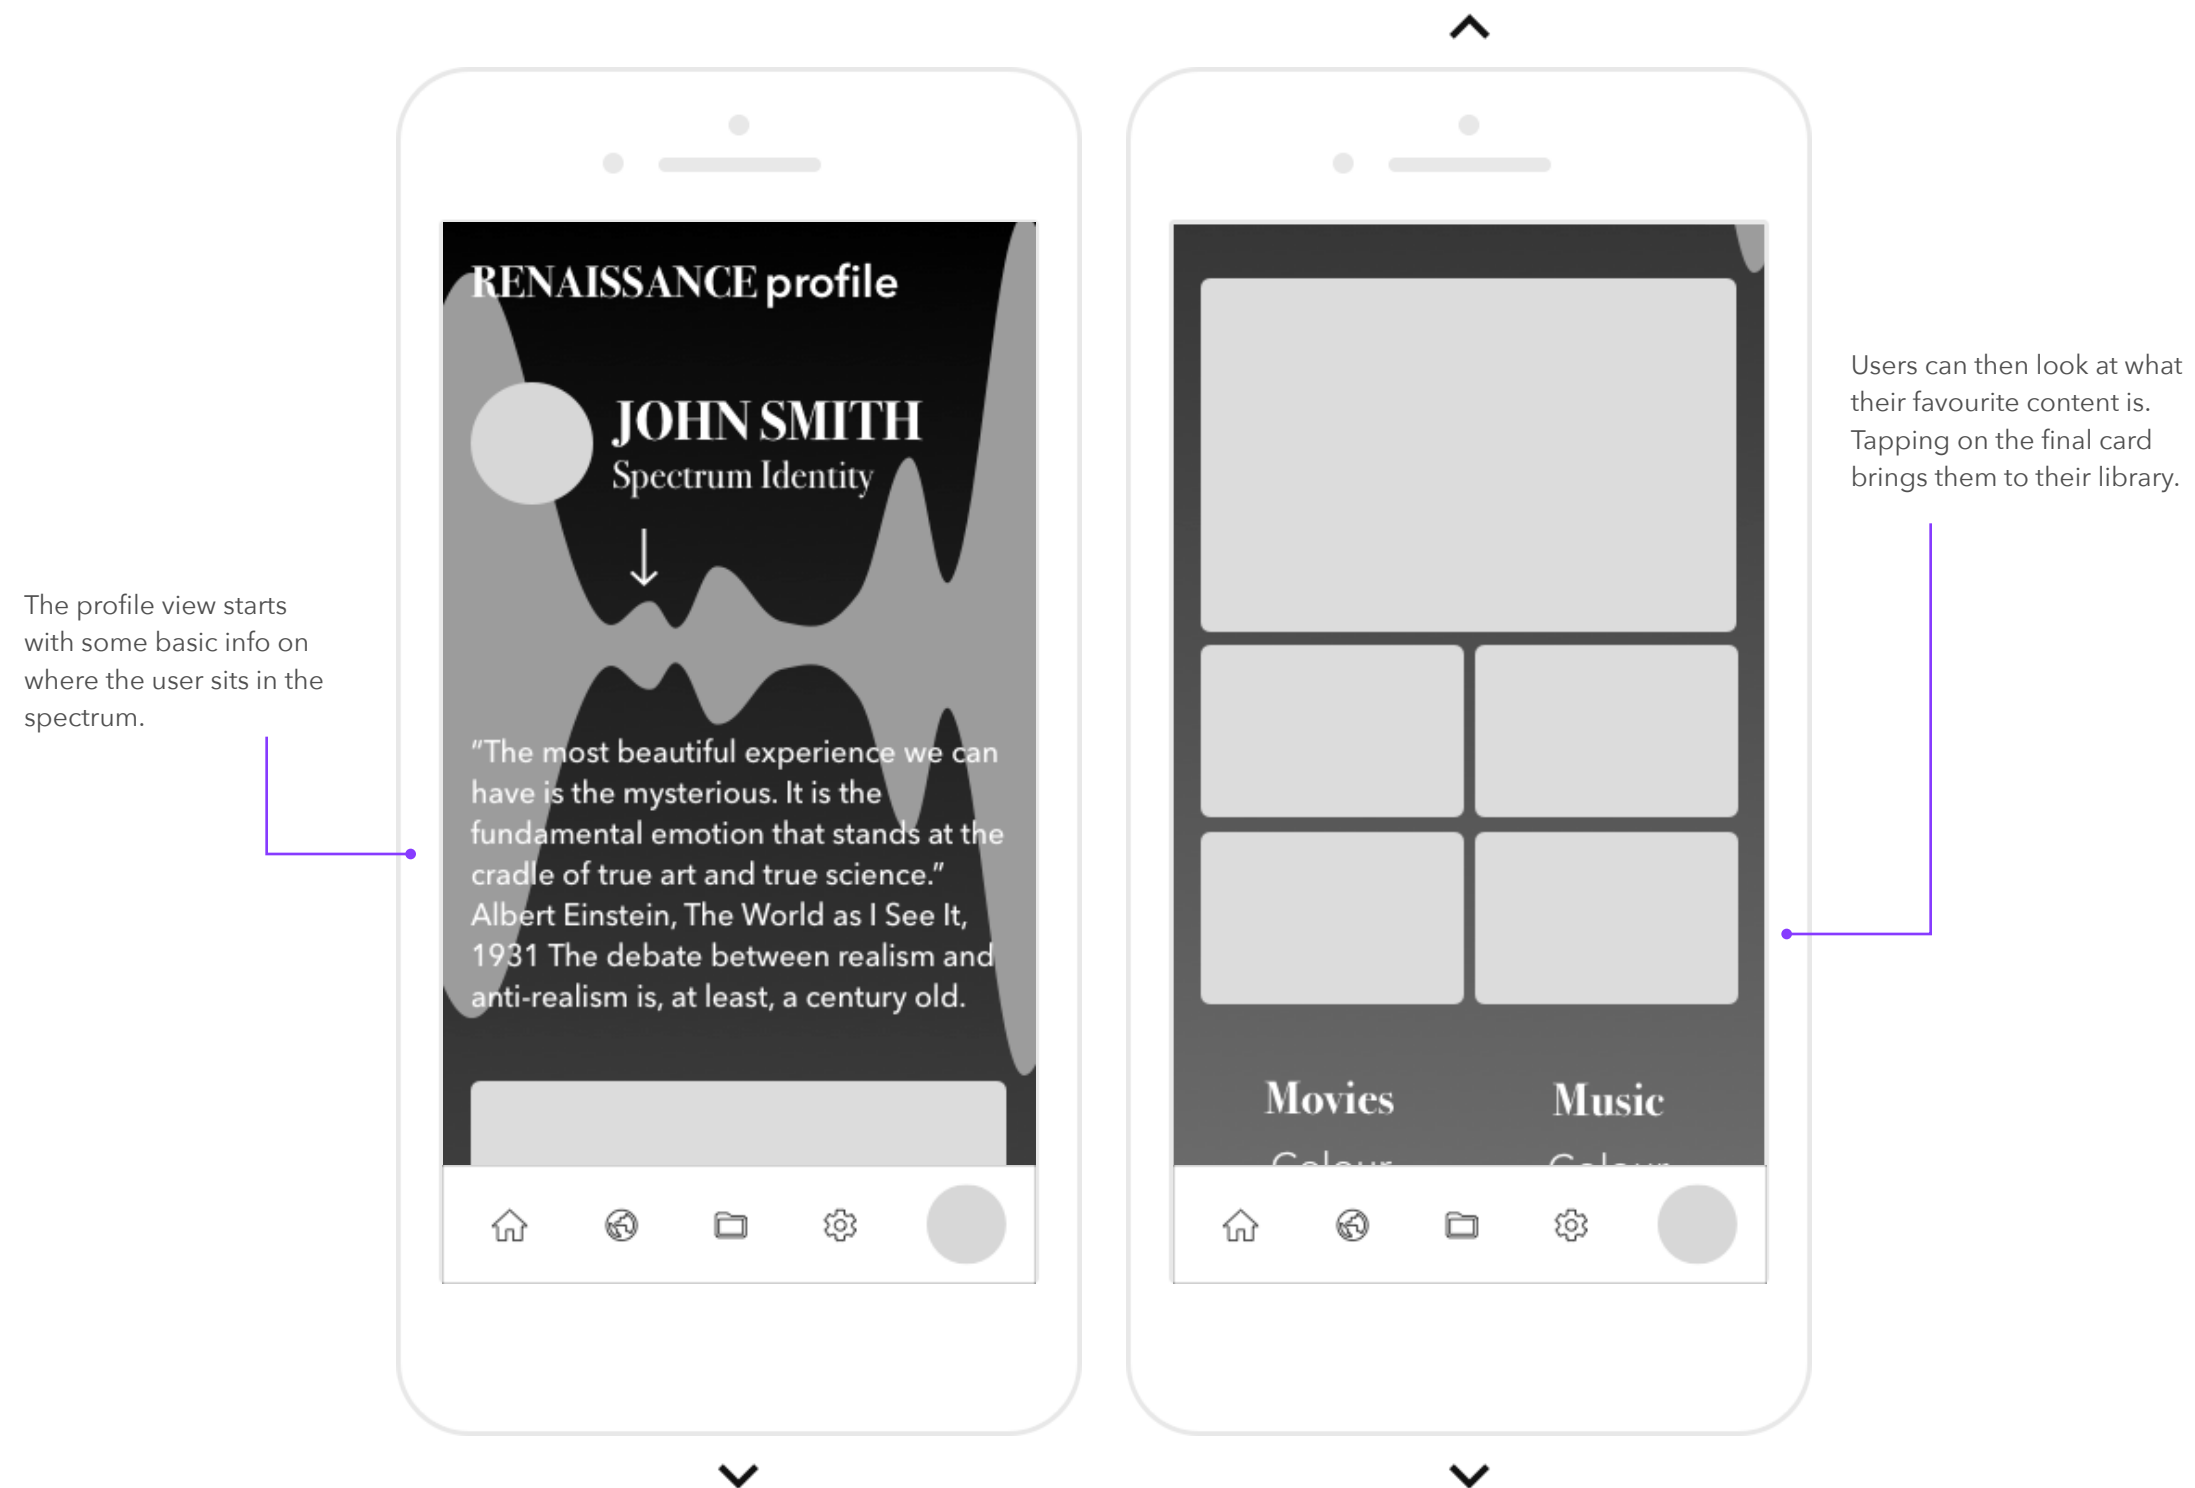 RENAISSANCE profile
JOHN SMITH
Spectrum Identity
The profile view starts
with some basic info on
where the user sits in the
spectrum.
"The most beautiful experience we can
have is the mysterious. It is the
fundamental emotion that stands at the
cradle of true art and true science."
Albert Einstein, The World as I See It,
1931 The debate between realism and
anti-realism is, at least, a century old.
Users can then look at what
their favourite content is.
Tapping on the final card
brings them to their library.
Movies
Music
Colour
Colour